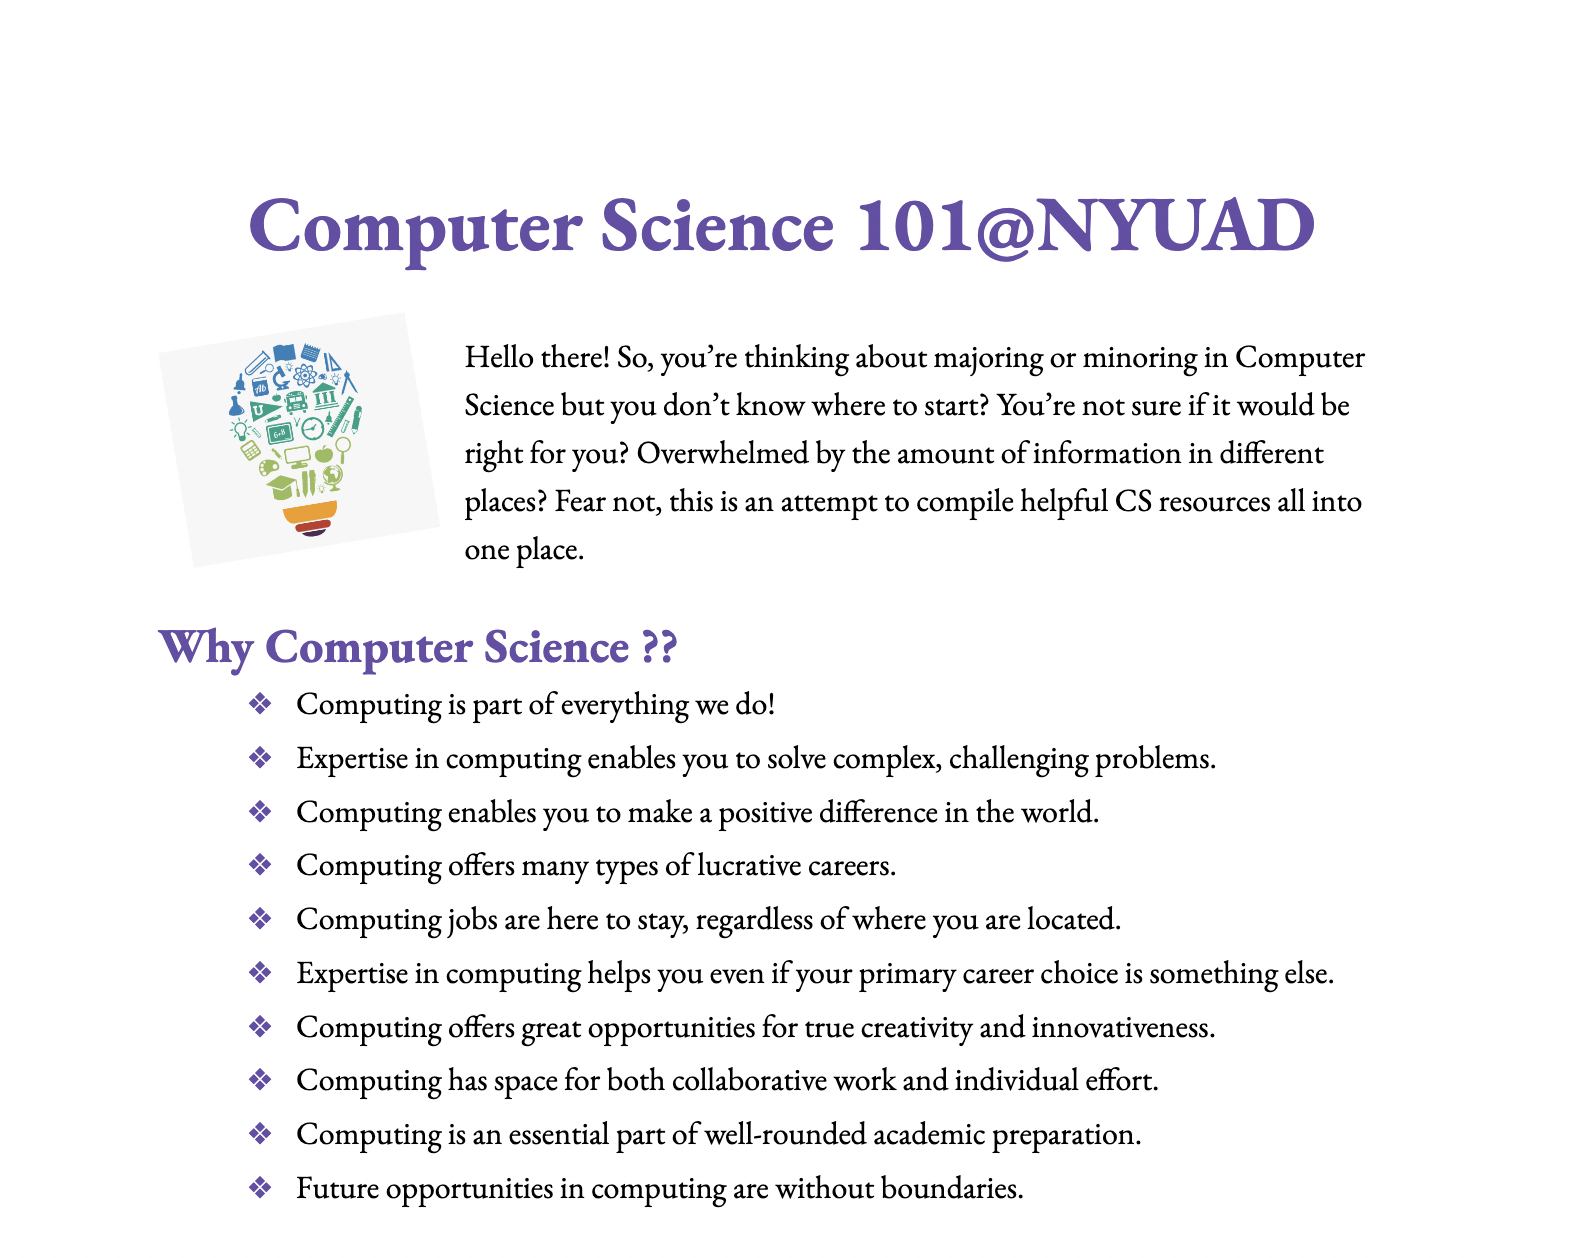 Computer Science 101@NYUAD
Hello there! So, you’re thinking about majoring or minoring in Computer
Science but you don’t know where to start? You’re not sure if it would be
right for you? Overwhelmed by the amount of information in different
places? Fear not, this is an attempt to compile helpful CS resources all into
one place.
Why Computer Science ??
❖ Computing is part of everything we do!
❖ Expertise in computing enables you to solve complex, challenging problems.
❖ Computing enables you to make a positive difference in the world.
❖ Computing offers many types of lucrative careers.
❖ Computing jobs are here to stay, regardless of where you are located.
❖ Expertise in computing helps you even if your primary career choice is something else.
❖ Computing offers great opportunities for true creativity and innovativeness.
❖ Computing has space for both collaborative work and individual effort.
❖ Computing is an essential part of well-rounded academic preparation.
❖ Future opportunities in computing are without boundaries.